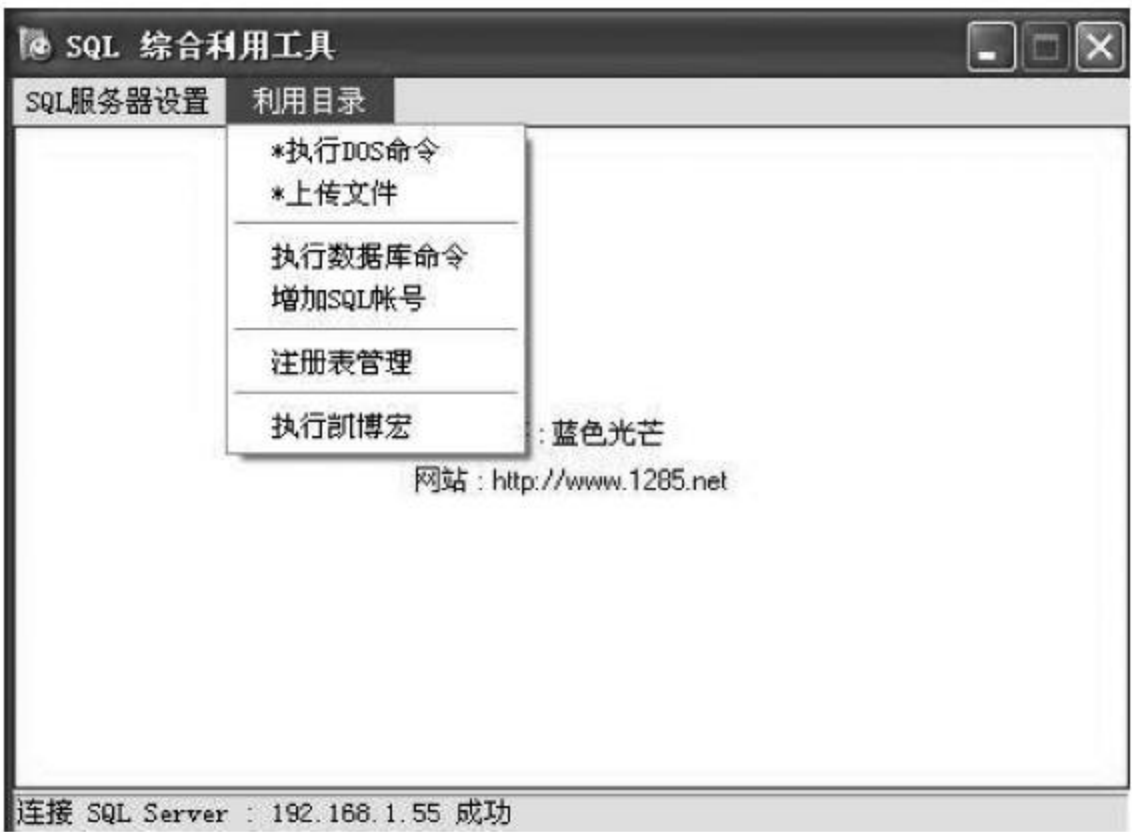 SQL 综合利用工具
SQL服务器设置 利用目录
*执行DOS命令
*上传文件
执行数据库命令
增加SQL帐号
注册表管理
执行凯博宏
: 蓝色光芒
网站 : http://www.1285.net
连接 SQL Server : 192.168.1.55 成功